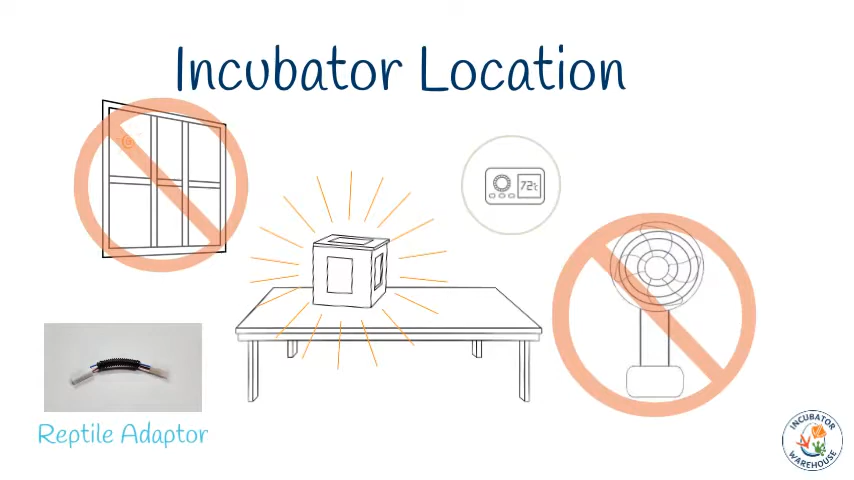 Incubator Location
72°c
Reptile Adaptor
INCUBATOR
WAREHOUSE